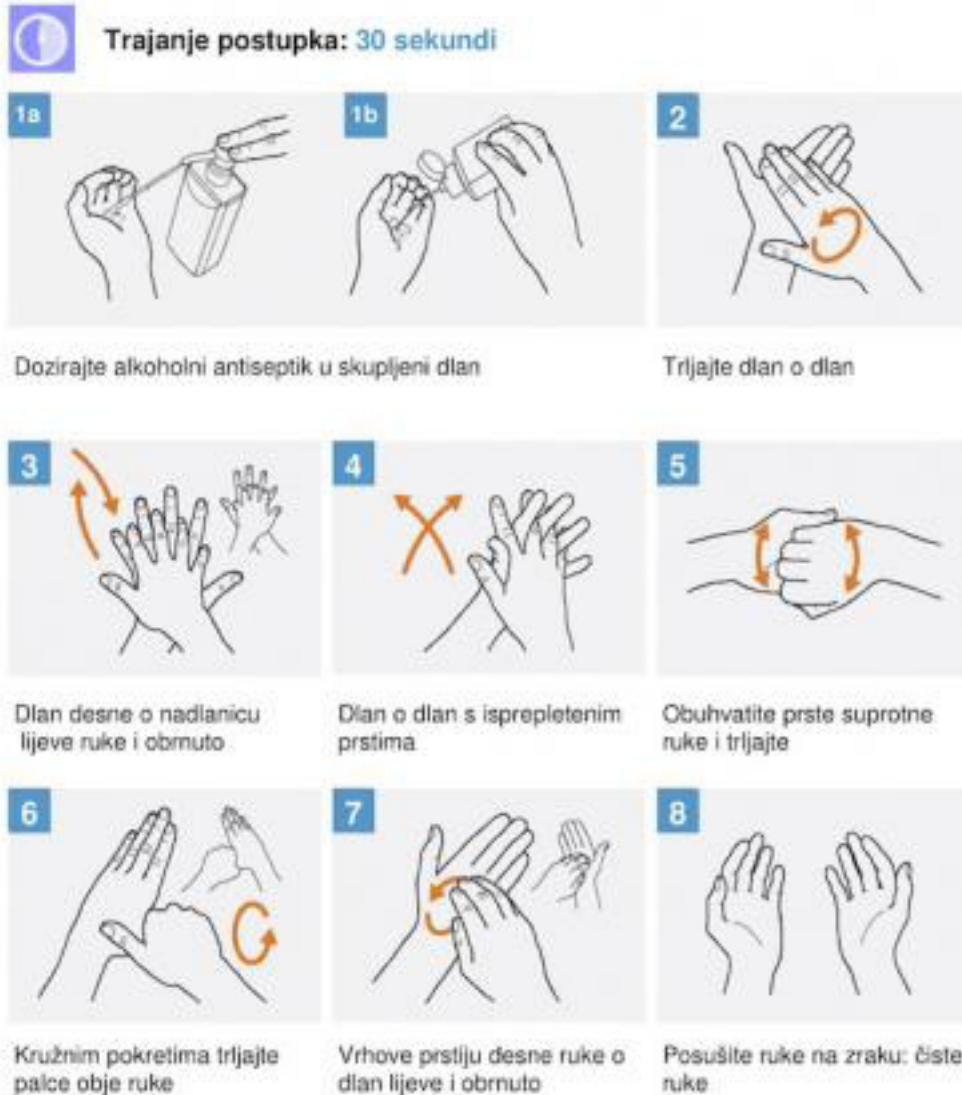 Trajanje postupka: 30 sekundi
1a
1b
2
Dozirajte alkoholni antiseptik u skupljeni dlan
Trljajte dlan o dlan
3
4
5
Dlan desne o nadlanicu
lijeve ruke i obrnuto
Dlan o dlan s isprepletenim
prstima
Obuhvatite prste suprotne
ruke i trljajte
6
7
8
Kružnim pokretima trljajte
palce obje ruke
Vrhove prstiju desne ruke o
dlan lijeve i obrnuto
Posušite ruke na zraku: čiste
ruke